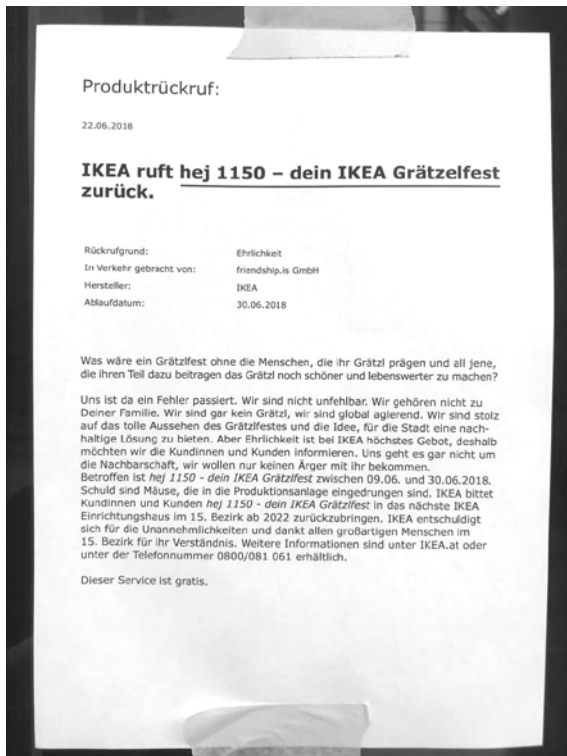 Produktrückruf:
22.06.2018
IKEA ruft hej 1150 – dein IKEA Grätzelfest
zurück.
Rückrufgrund: Ehrlichkeit
In Verkehr gebracht von: friendship.is GmbH
Hersteller: IKEA
Ablaufdatum: 30.06.2018
Was wäre ein Grätzlfest ohne die Menschen, die ihr Grätzl prägen und all jene,
die ihren Teil dazu beitragen das Grätzl noch schöner und lebenswerter zu machen?
Uns ist da ein Fehler passiert. Wir sind nicht unfehlbar. Wir gehören nicht zu
Deiner Familie. Wir sind gar kein Grätzl, wir sind global agierend. Wir sind stolz
auf das tolle Aussehen des Grätzlfestes und die Idee, für die Stadt eine nach-
haltige Lösung zu bieten. Aber Ehrlichkeit ist bei IKEA höchstes Gebot, deshalb
möchten wir die Kundinnen und Kunden informieren. Uns geht es gar nicht um
die Nachbarschaft, wir wollen nur keinen Ärger mit ihr bekommen.
Betroffen ist hej 1150 - dein IKEA Grätzlfest zwischen 09.06. und 30.06.2018.
Schuld sind Mäuse, die in die Produktionsanlage eingedrungen sind. IKEA bittet
Kundinnen und Kunden hej 1150 - dein IKEA Grätzlfest in das nächste IKEA
Einrichtungshaus im 15. Bezirk ab 2022 zurückzubringen. IKEA entschuldigt
sich für die Unannehmlichkeiten und dankt allen großartigen Menschen im
15. Bezirk für ihr Verständnis. Weitere Informationen sind unter IKEA.at oder
unter der Telefonnummer 0800/081 061 erhältlich.
Dieser Service ist gratis.